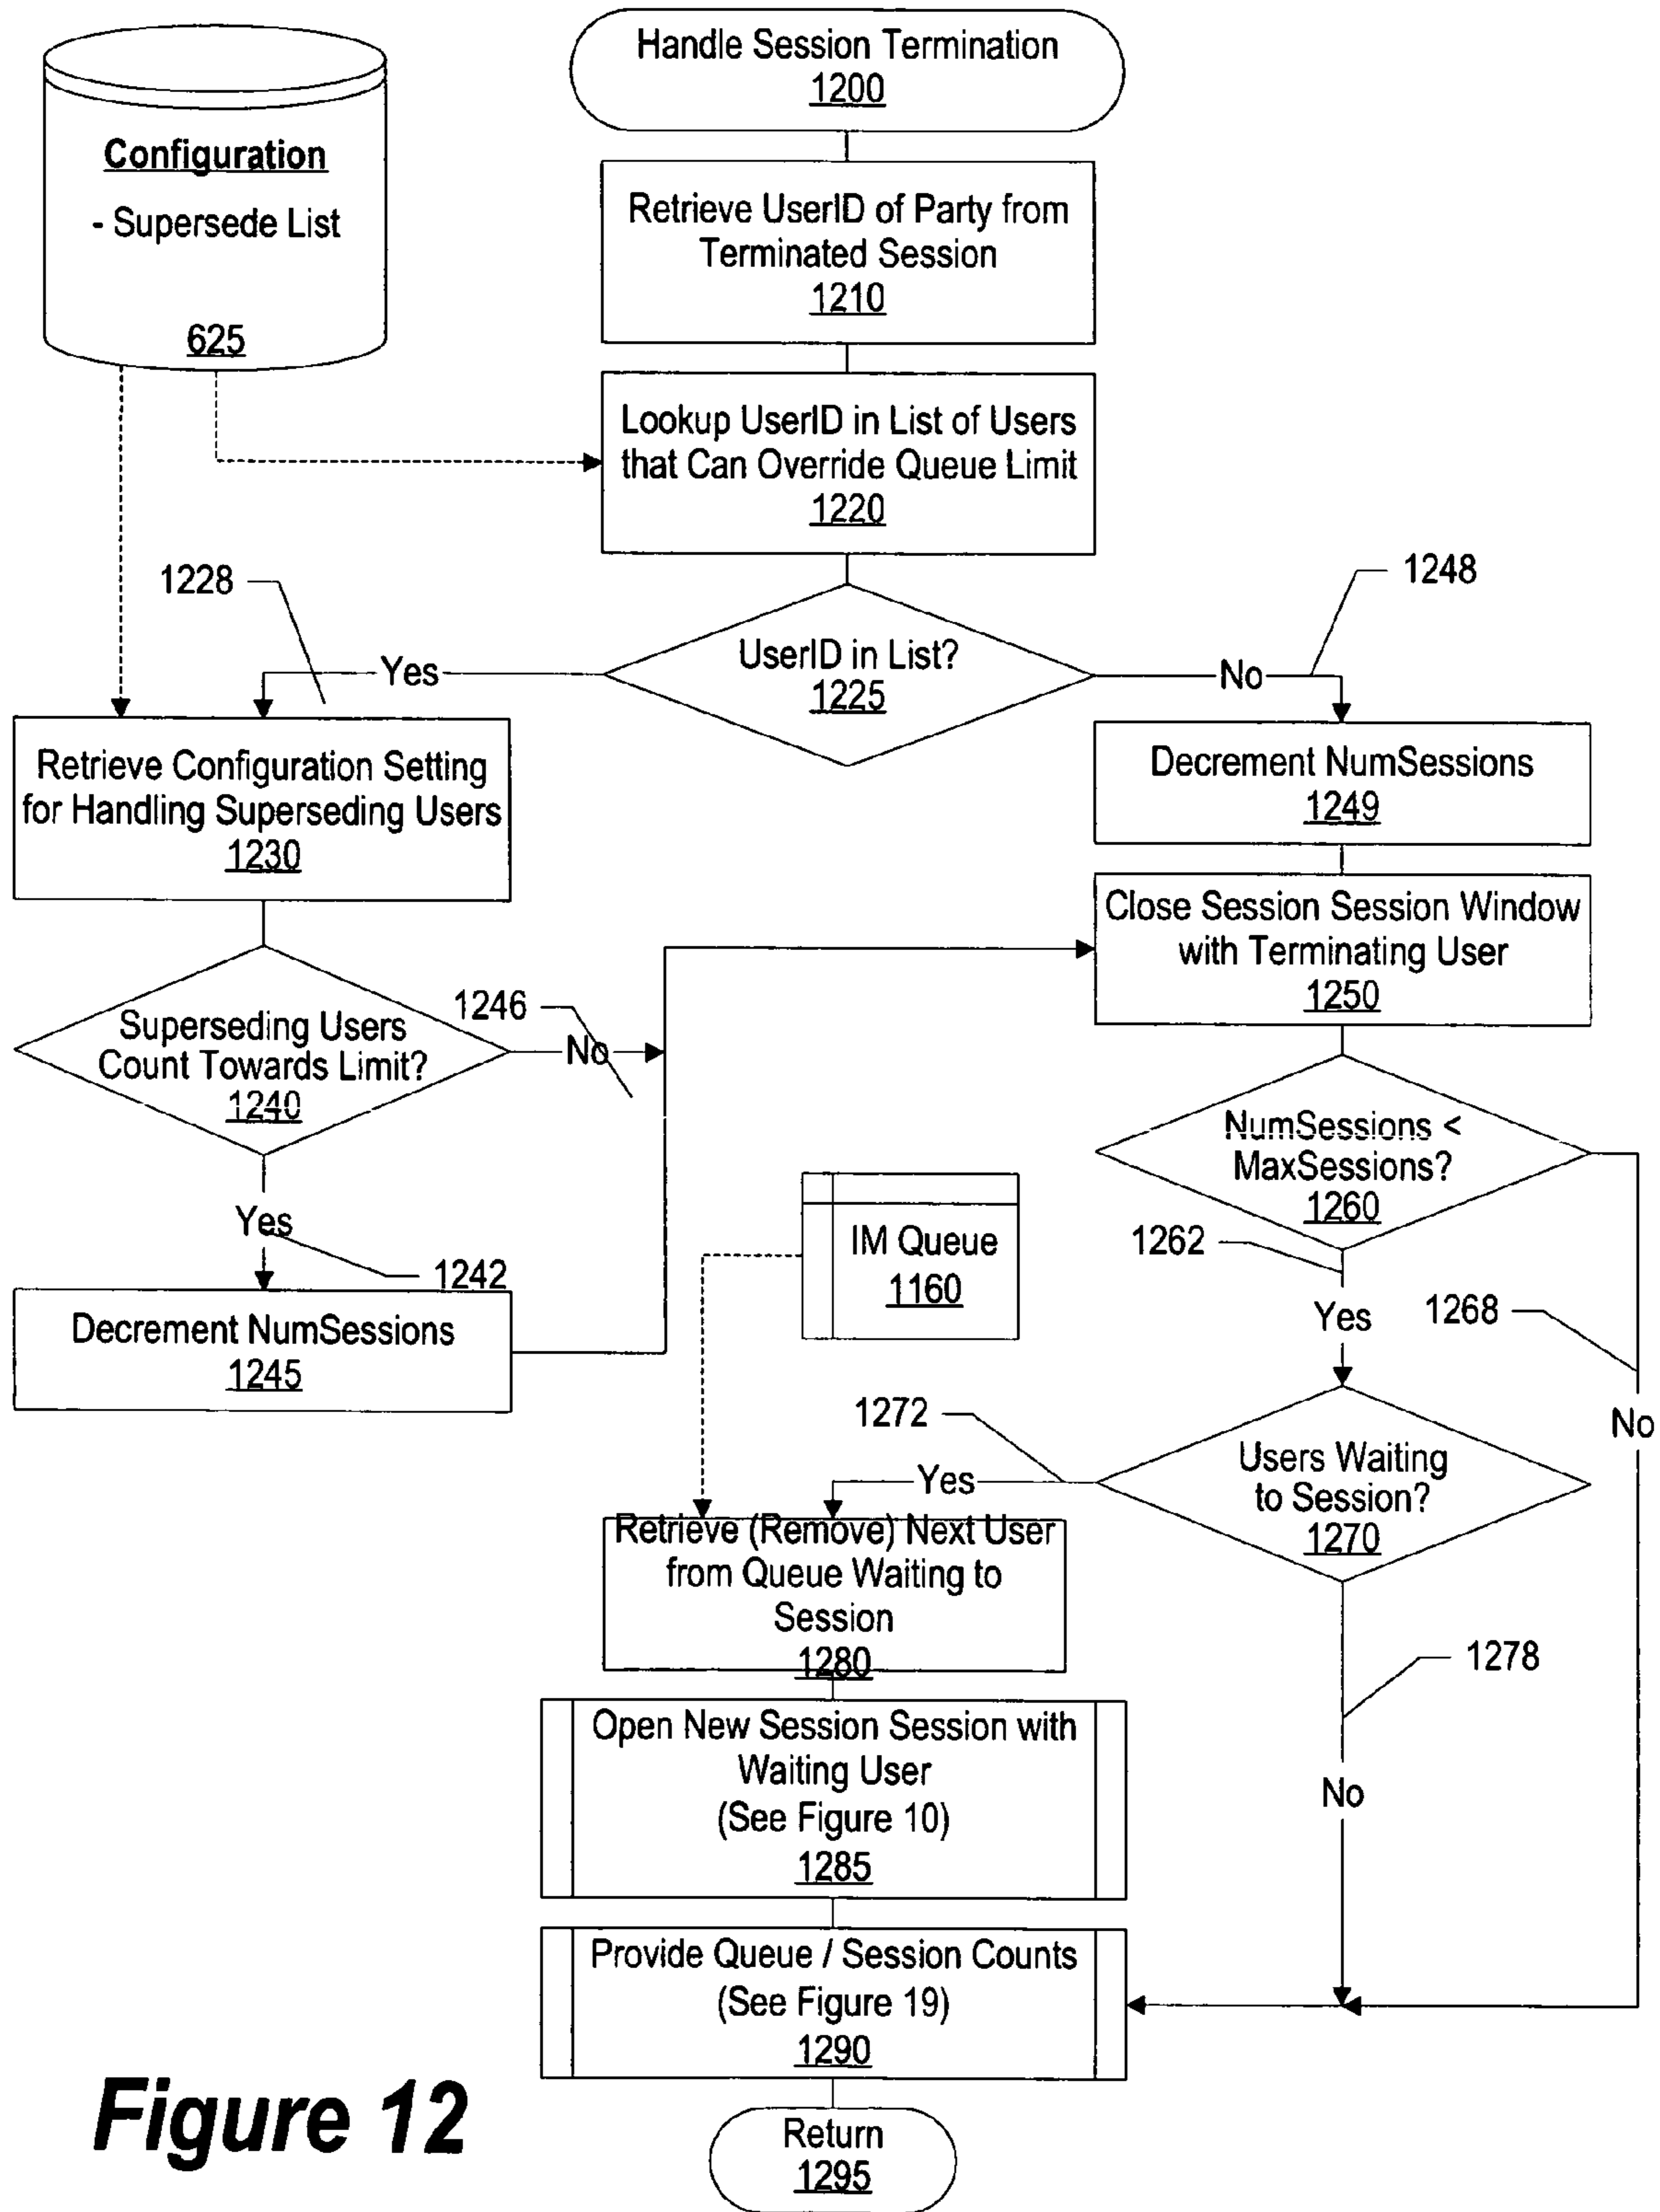 Handle Session Termination
1200
Configuration
- Supersede List
625
Retrieve UserID of Party from
Terminated Session
1210
Lookup UserID in List of Users
that Can Override Queue Limit
1220
1228
1248
UserID in List?
1225
Yes
No
Retrieve Configuration Setting
for Handling Superseding Users
1230
Decrement NumSessions
1249
Close Session Session Window
with Terminating User
1250
1246
Superseding Users
Count Towards Limit?
1240
No
NumSessions <
MaxSessions?
1260
Yes
1242
IM Queue
1160
1262
Yes
1268
No
Decrement NumSessions
1245
1272
Yes
Users Waiting
to Session?
1270
Retrieve (Remove) Next User
from Queue Waiting to
Session
1280
1278
No
Open New Session Session with
Waiting User
(See Figure 10)
1285
Provide Queue / Session Counts
(See Figure 19)
1290
Return
1295
Figure 12